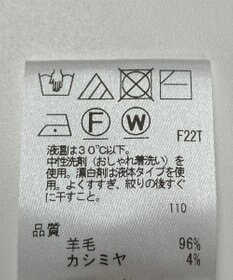 F
W
F22T
液温は30℃以下。
中性洗剤（おしゃれ着洗い）を
使用。漂白剤は液体タイプを使
用。よくすすぎ、絞りの後すぐ
に干すこと。
110
品質
羊毛 96%
カシミヤ 4%